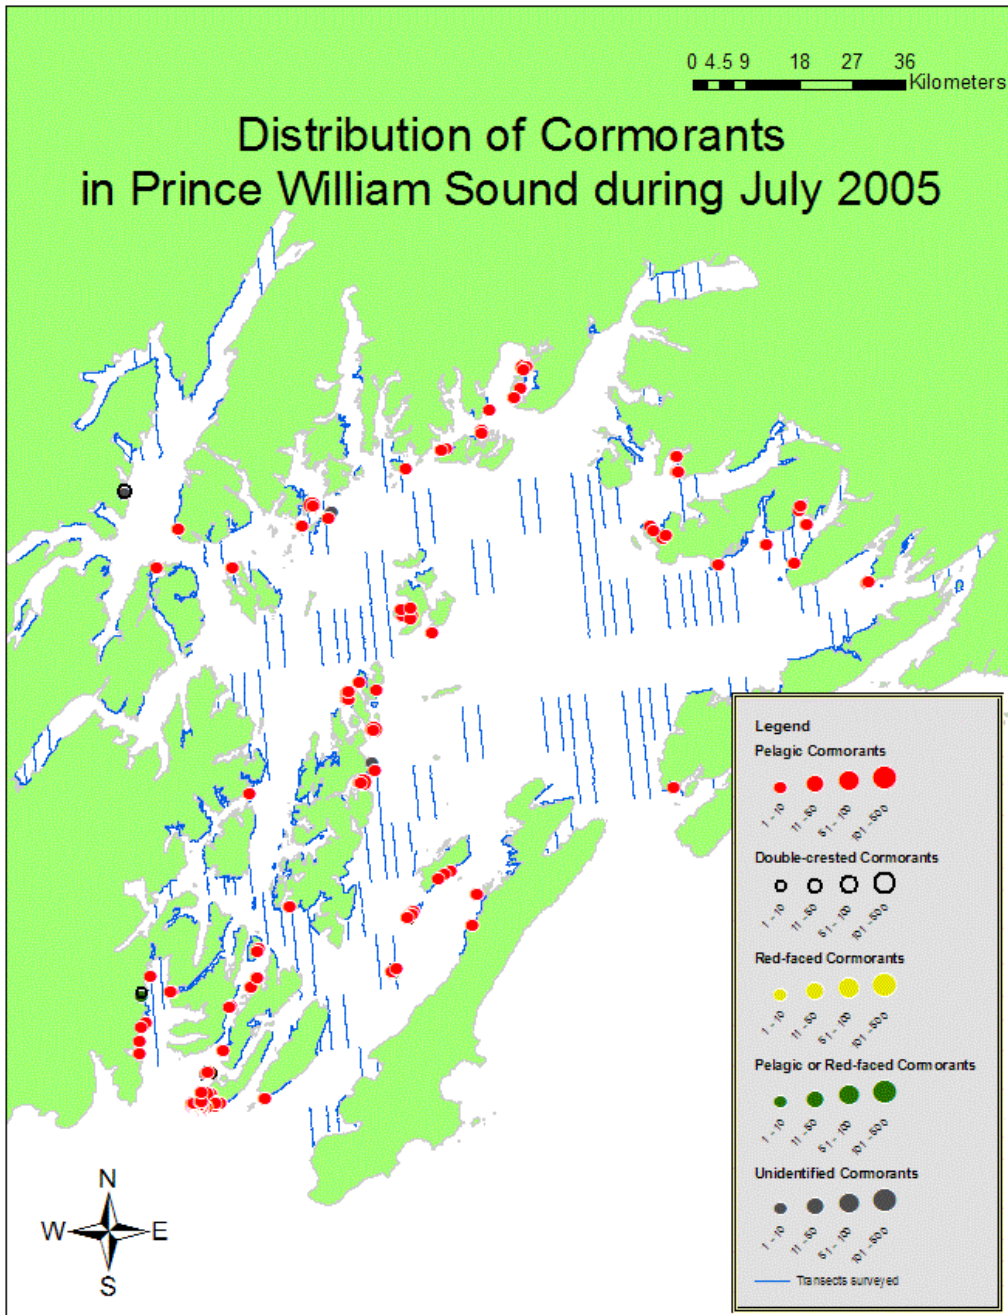 0 4.5 9 18 27 36
Kilometers
Distribution of Cormorants
in Prince William Sound during July 2005
Legend
Pelagic Cormorants
1 - 10 11 - 50 51 - 100 101 - 500
Double-crested Cormorants
1 - 10 11 - 50 51 - 100 101 - 500
Red-faced Cormorants
1 - 10 11 - 50 51 - 100 101 - 500
Pelagic or Red-faced Cormorants
1 - 10 11 - 50 51 - 100 101 - 500
Unidentified Cormorants
1 - 10 11 - 50 51 - 100 101 - 500
Transects surveyed
N
W E
S